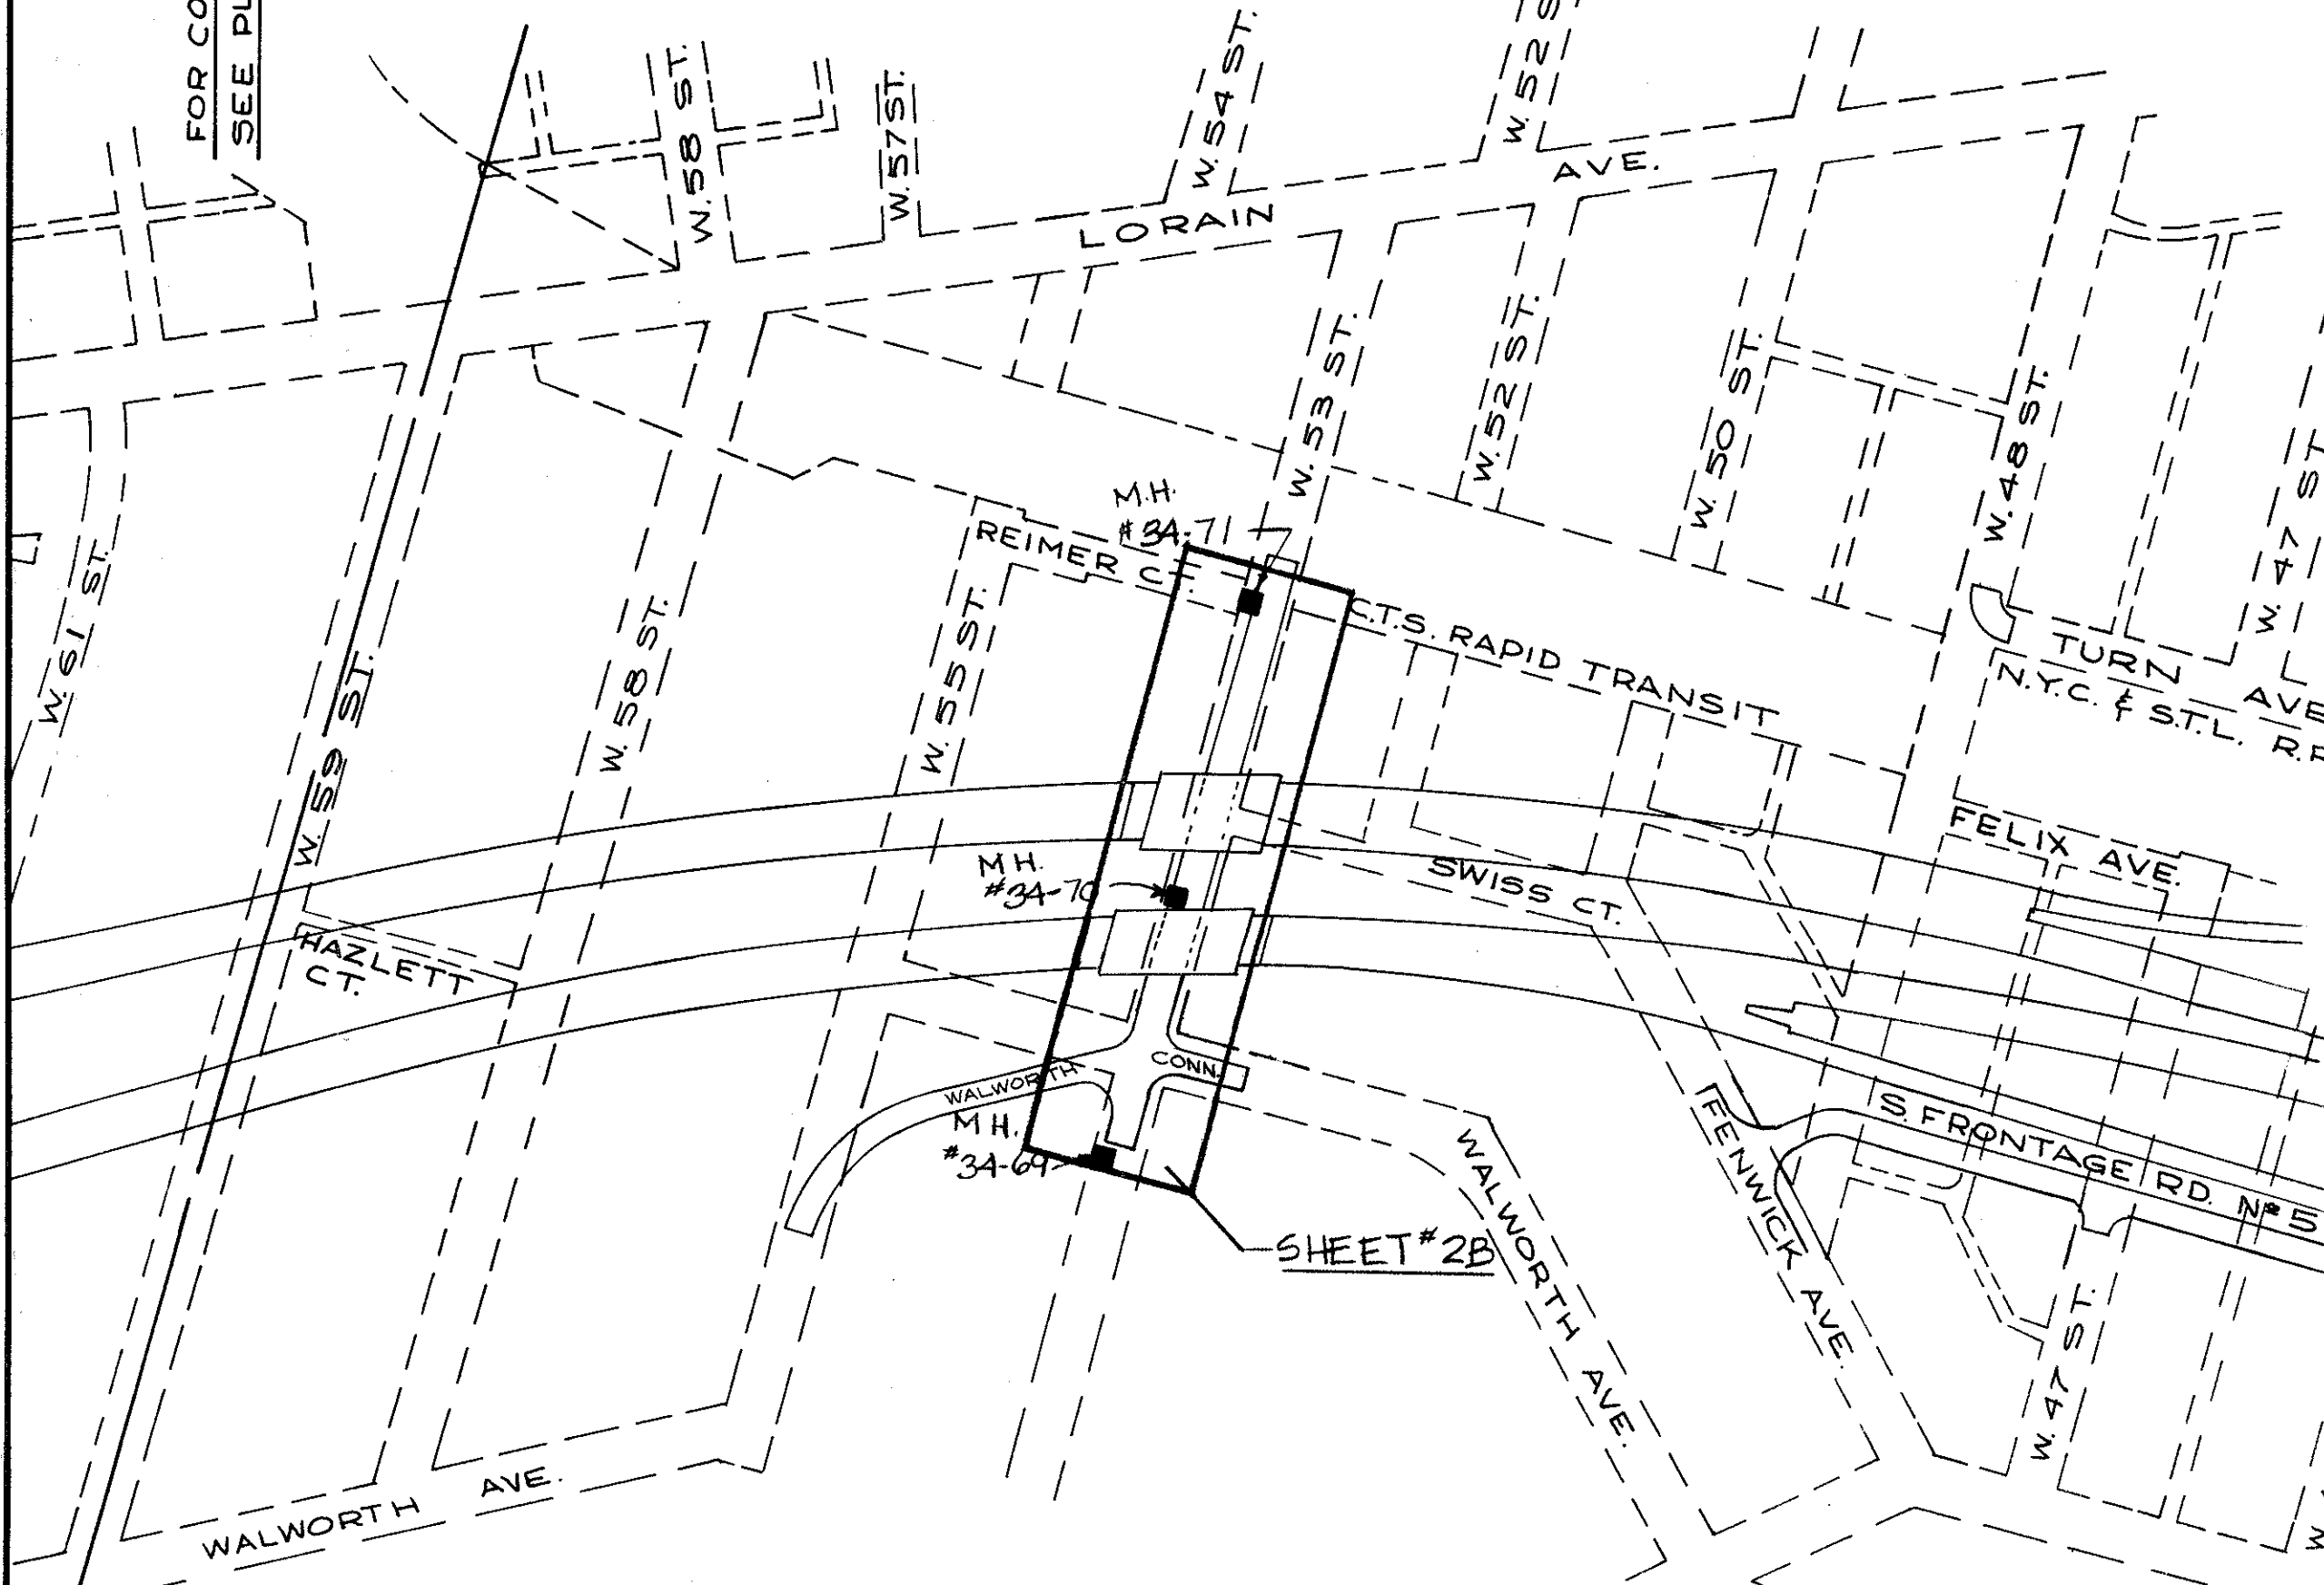 FOR CO
SEE PL
W. 58 ST.
W. 57 ST.
W. 54 ST.
W. 52 S
LORAIN AVE.
W. 53 ST.
W. 52 ST.
W. 50 ST.
W. 48 ST.
W. 47 ST
W. 61 ST.
W. 59 ST.
W. 58 ST.
W. 55 ST.
REIMER CT.
M.H.
#34-71
C.T.S. RAPID TRANSIT
TURN AVE
N.Y.C. & S.T.L. R.R
FELIX AVE.
SWISS CT.
M H.
#34-70
HAZLETT
CT.
WALWORTH CONN.
M H.
#34-69
SHEET #2B
WALWORTH AVE.
FENWICK AVE.
S. FRONTAGE RD. Nº 5
W. 47 ST.
WALWORTH AVE.